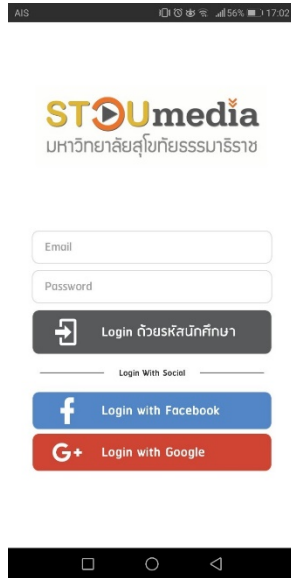 AIS 56% 17:02
STOUmedia
มหาวิทยาลัยสุโขทัยธรรมาธิราช
Email
Password
Login ด้วยรหัสนักศึกษา
Login With Social
f Login with Facebook
G+ Login with Google